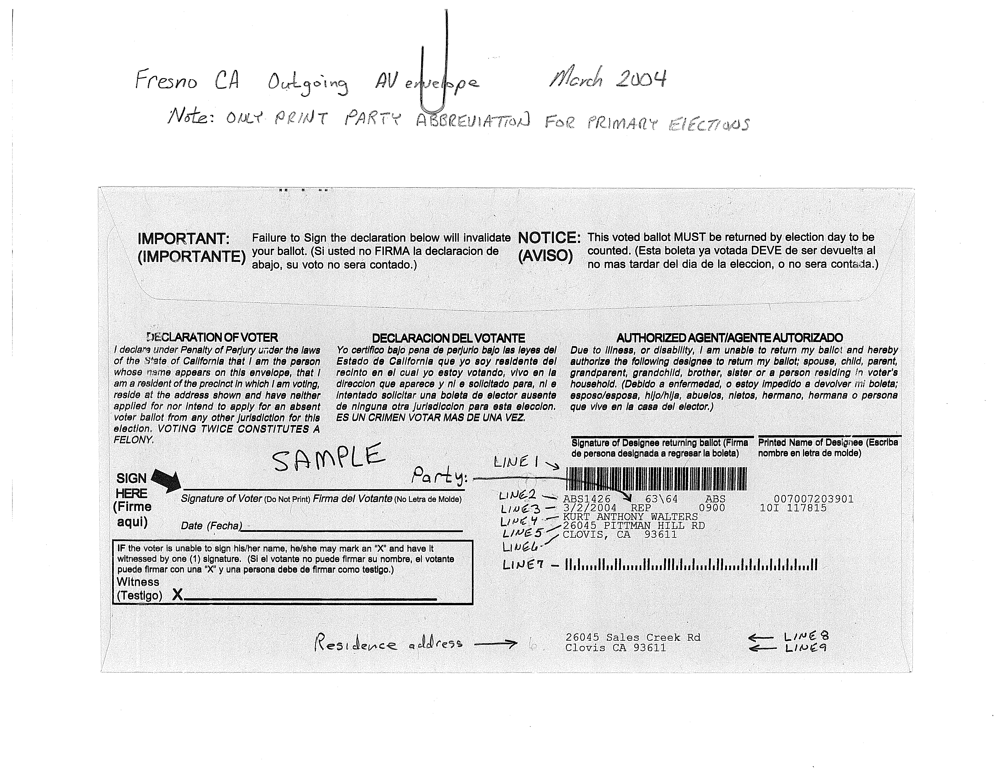 Fresno CA Outgoing AV envelope March 2004
Note: ONLY PRINT PARTY ABBREVIATION FOR PRIMARY ElECTIONS
IMPORTANT:
(IMPORTANTE)
Failure to Sign the declaration below will invalidate
your ballot. (Si usted no FIRMA la declaracion de
abajo, su voto no sera contado.)
NOTICE:
(AVISO)
This voted ballot MUST be returned by election day to be
counted. (Esta boleta ya votada DEVE de ser devuelta al
no mas tardar del dia de la eleccion, o no sera contada.)
DECLARATION OF VOTER
I declare under Penalty of Perjury under the laws
of the State of California that I am the person
whose name appears on this envelope, that I
am a resident of the precinct in which I am voting,
reside at the address shown and have neither
applied for nor intend to apply for an absent
voter ballot from any other jurisdiction for this
election. VOTING TWICE CONSTITUTES A
FELONY.
DECLARACION DEL VOTANTE
Yo certifico bajo pena de perjurio bajo las leyes del
Estado de California que yo soy residente del
recinto en el cual yo estoy votando, vivo en la
direccion que aparece y ni e solicitado para, ni e
intentado solicitar una boleta de elector ausente
de ninguna otra jurisdiccion para esta eleccion.
ES UN CRIMEN VOTAR MAS DE UNA VEZ.
AUTHORIZED AGENT/AGENTE AUTORIZADO
Due to illness, or disability, I am unable to return my ballot and hereby
authorize the following designee to return my ballot; spouse, child, parent,
grandparent, grandchild, brother, sister or a person residing in voter's
household. (Debido a enfermedad, o estoy impedido a devolver mi boleta;
esposo/esposa, hijo/hija, abuelos, nietos, hermano, hermana o persona
que vive en la casa del elector.)
Signature of Designee returning ballot (Firma
de persona designada a regresar la boleta)
Printed Name of Designee (Escriba
nombre en letra de molde)
SAMPLE
SIGN
HERE
(Firme
aqui)
Signature of Voter (Do Not Print) Firma del Votante (No Letra de Molde)
Date (Fecha)
IF the voter is unable to sign his/her name, he/she may mark an "X" and have it
witnessed by one (1) signature. (Si el votante no puede firmar su nombre, el votante
puede firmar con una "X" y una persona debe de firmar como testigo.)
Witness
(Testigo) X
LINE 1
Party:
LINE2 ABS1426 63\64 ABS 007007203901
LINE3 3/2/2004 REP 0900 10I 117815
LINE4 KURT ANTHONY WALTERS
LINE5 26045 PITTMAN HILL RD
LINE6 CLOVIS, CA 93611
LINE7
Residence address
26045 Sales Creek Rd LINE 8
Clovis CA 93611 LINE9